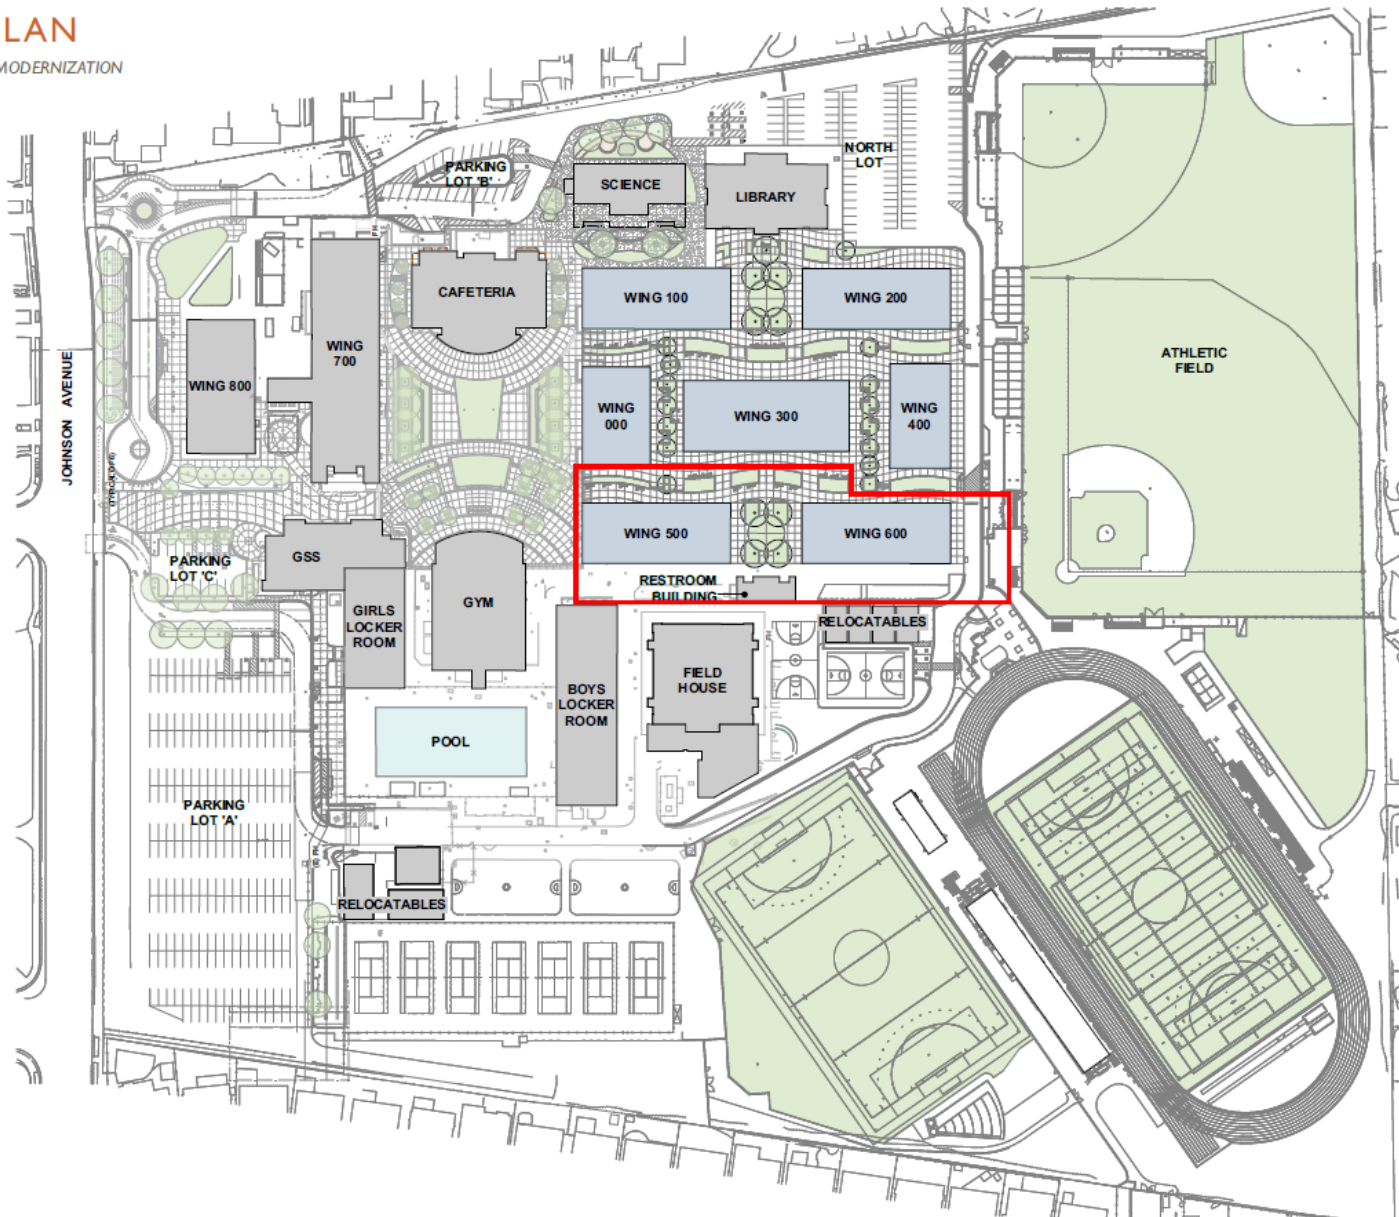 LAN
MODERNIZATION
PARKING
LOT 'B'
SCIENCE
LIBRARY
NORTH
LOT
CAFETERIA
WING 100
WING 200
WING
700
WING 800
JOHNSON AVENUE
WING
000
WING 300
WING
400
ATHLETIC
FIELD
WING 500
WING 600
PARKING
LOT 'C'
GSS
GIRLS
LOCKER
ROOM
GYM
RESTROOM
BUILDING
RELOCATABLES
BOYS
LOCKER
ROOM
FIELD
HOUSE
POOL
PARKING
LOT 'A'
RELOCATABLES